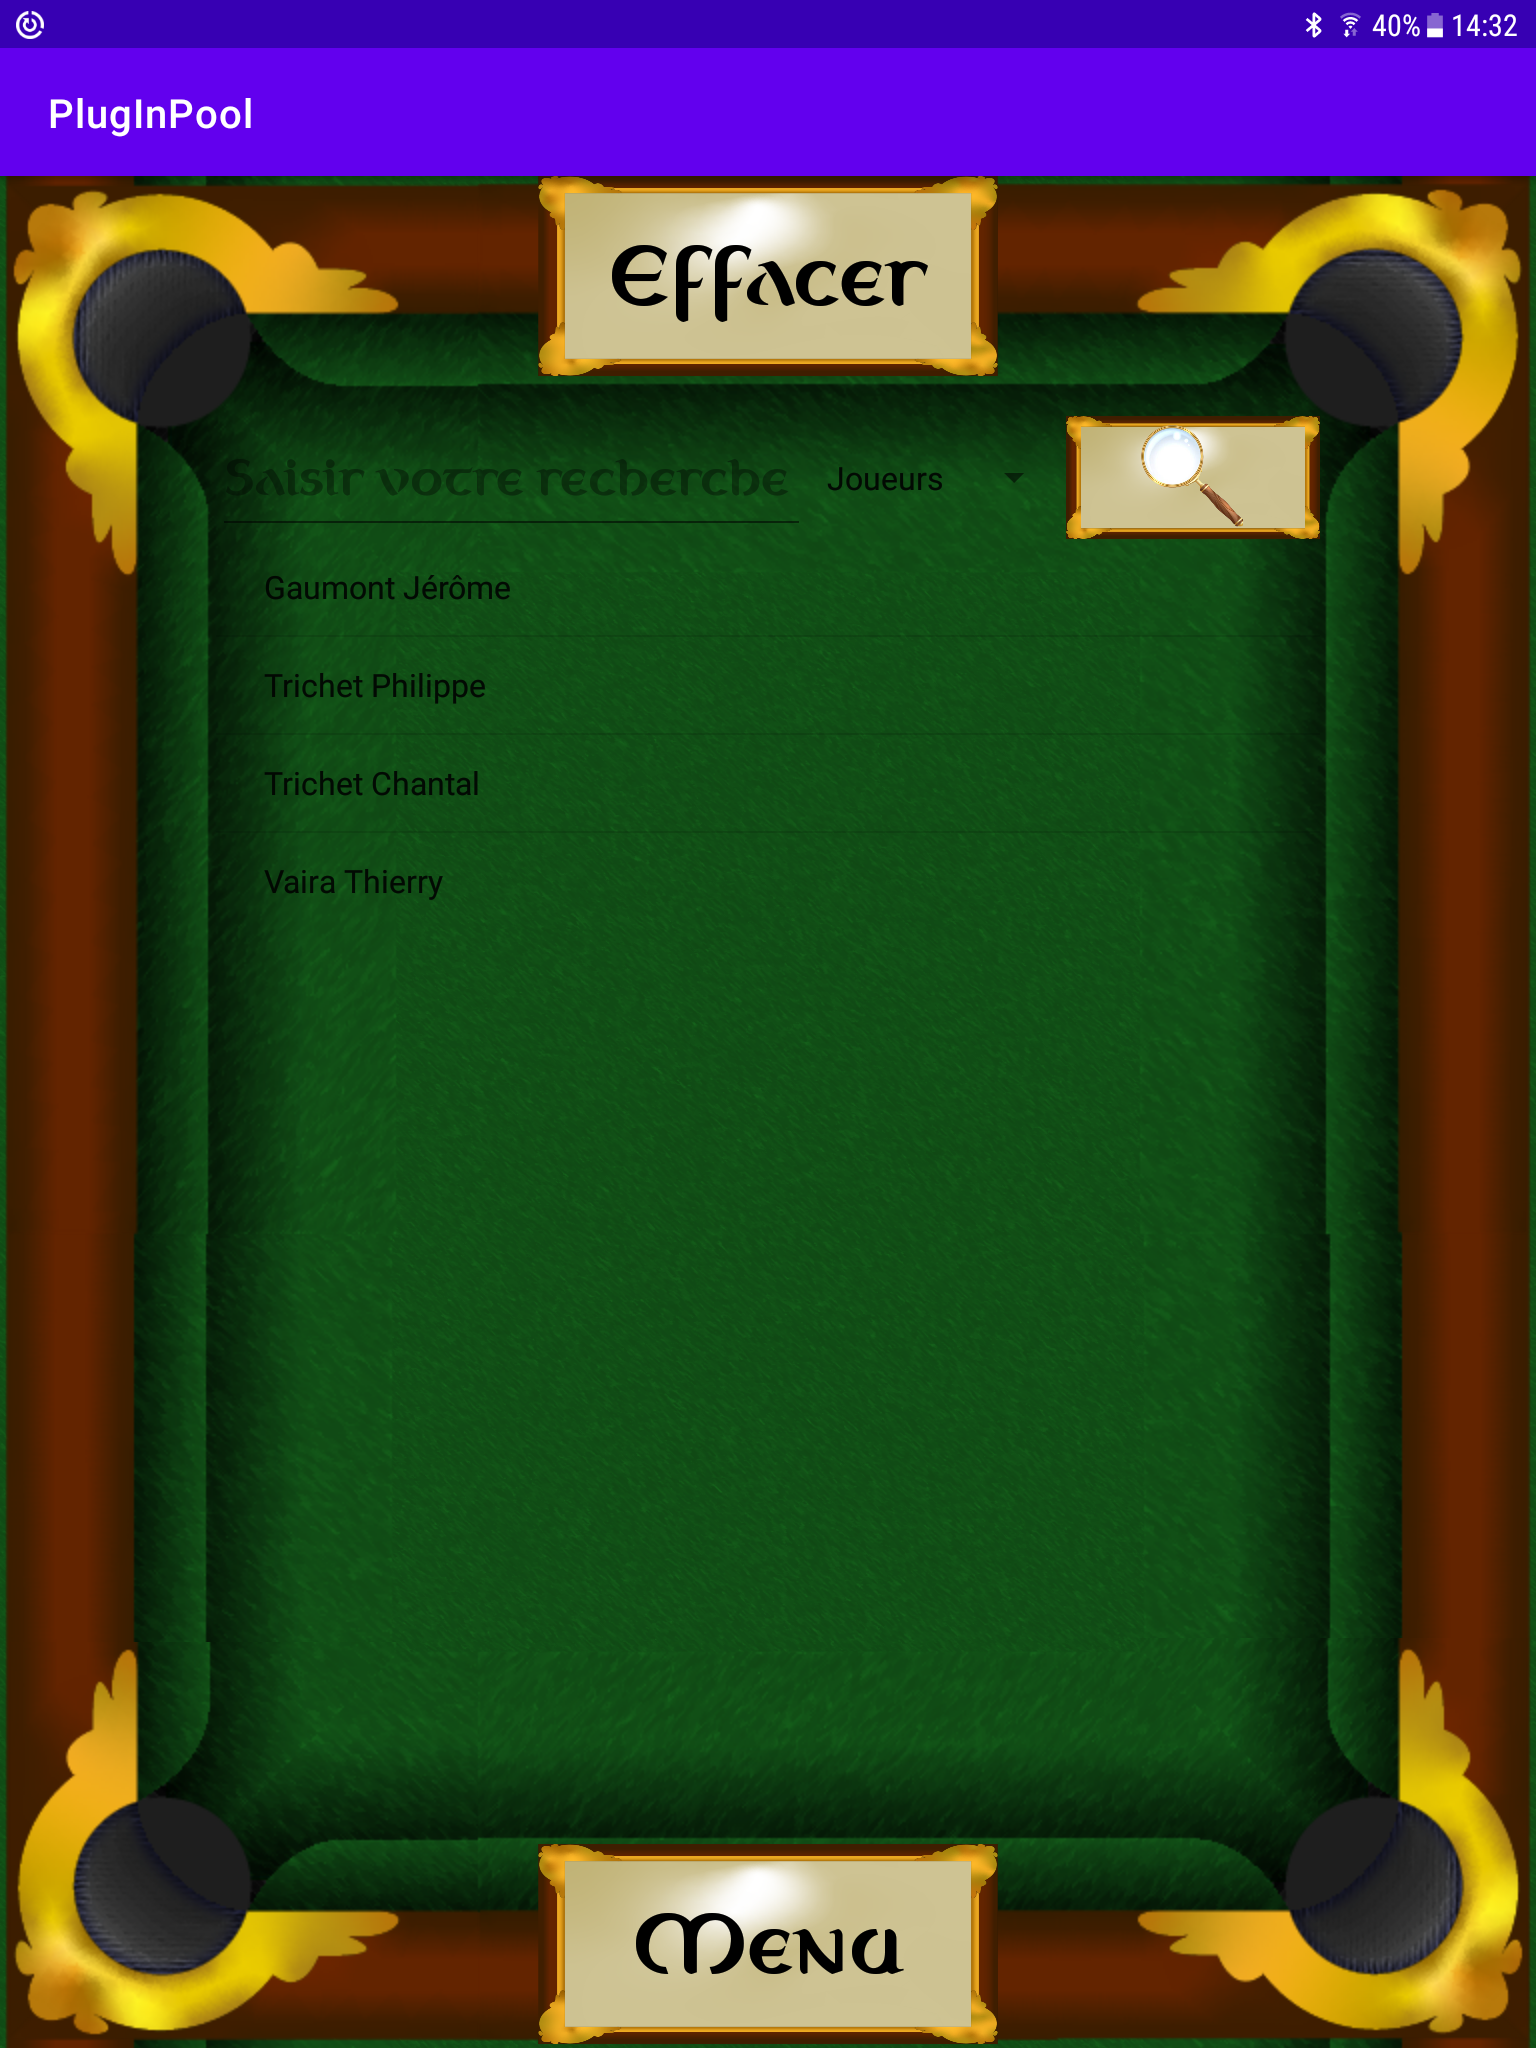 40% 14:32
PlugInPool
Effacer
Saisir votre recherche Joueurs
Gaumont Jérôme
Trichet Philippe
Trichet Chantal
Vaira Thierry
Menu